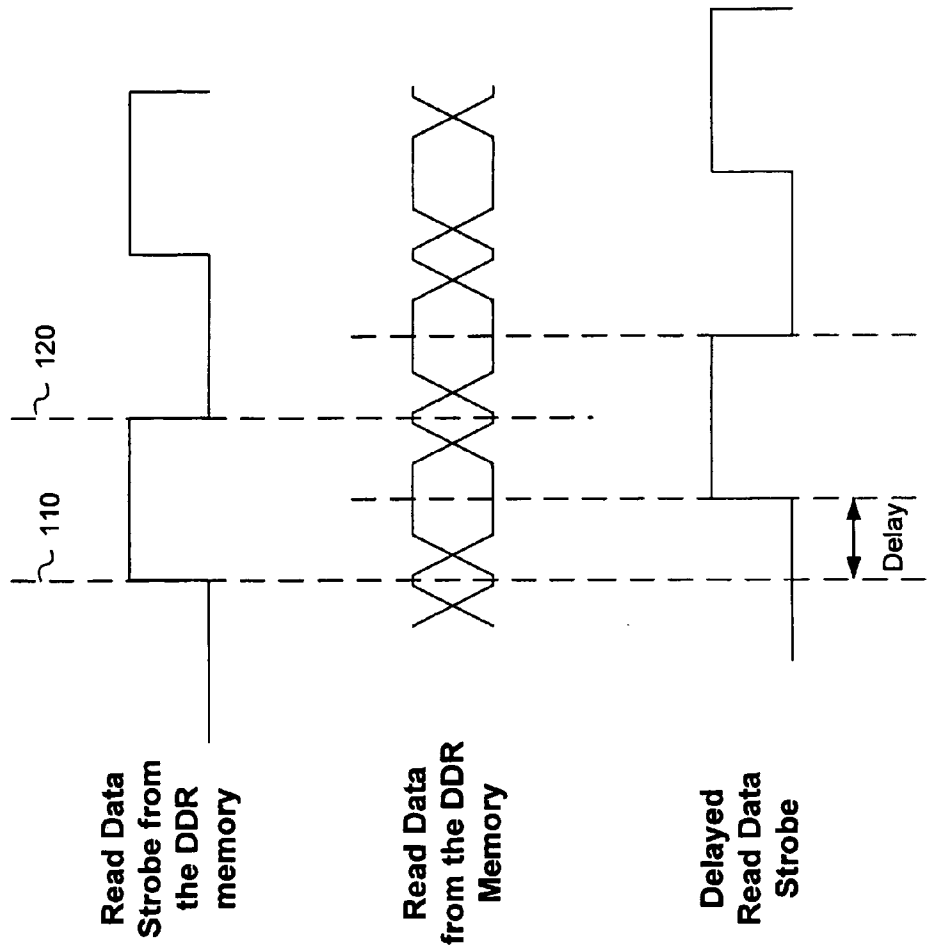 110
120
Read Data
Strobe from
the DDR
memory
Read Data
from the DDR
Memory
Delayed
Read Data
Strobe
Delay